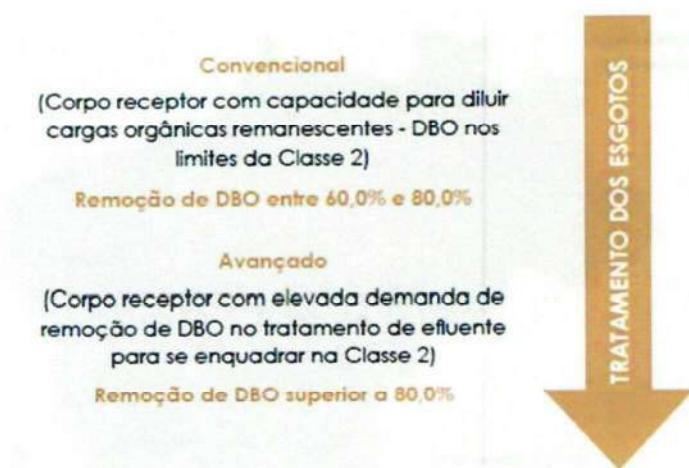 Convencional
(Corpo receptor com capacidade para diluir
cargas orgânicas remanescentes - DBO nos
limites da Classe 2)
Remoção de DBO entre 60,0% e 80,0%
Avançado
(Corpo receptor com elevada demanda de
remoção de DBO no tratamento de efluente
para se enquadrar na Classe 2)
Remoção de DBO superior a 80,0%
TRATAMENTO DOS ESGOTOS